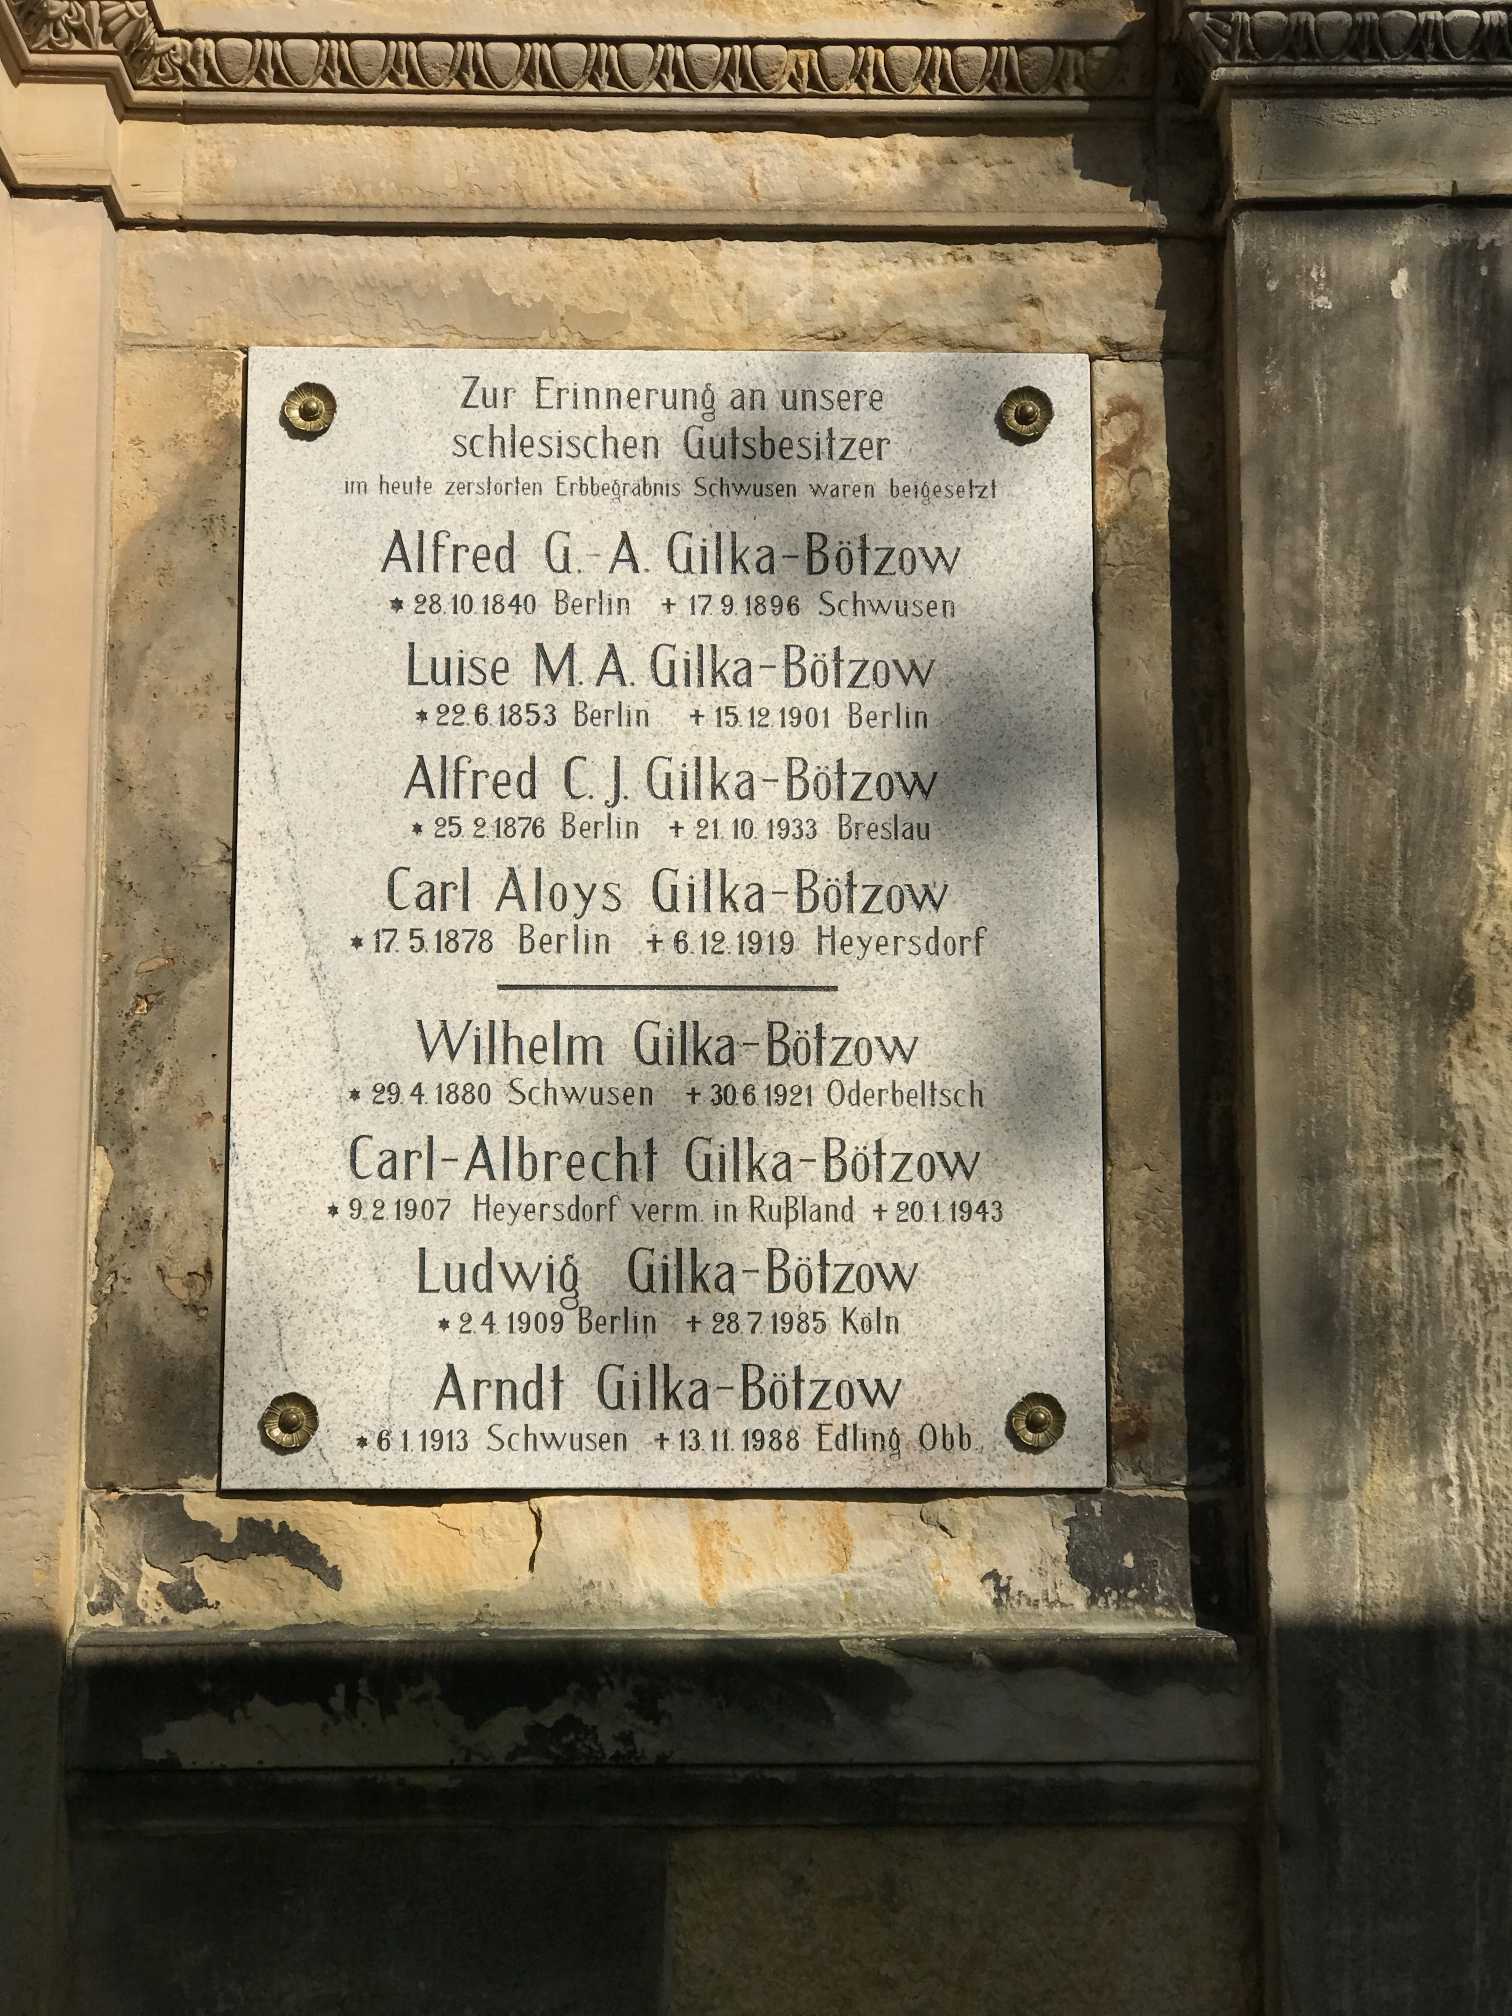 Zur Erinnerung an unsere
schlesischen Gutsbesitzer
im heute zerstörten Erbbegräbnis Schwusen waren beigesetzt
Alfred G.-A. Gilka-Bötzow
* 28.10.1840 Berlin + 17.9.1896 Schwusen
Luise M. A. Gilka-Bötzow
* 22.6.1853 Berlin + 15.12.1901 Berlin
Alfred C. J. Gilka-Bötzow
* 25.2.1876 Berlin + 21.10.1933 Breslau
Carl Aloys Gilka-Bötzow
* 17.5.1878 Berlin + 6.12.1919 Heyersdorf
Wilhelm Gilka-Bötzow
* 29.4.1880 Schwusen + 30.6.1921 Oderbeltsch
Carl-Albrecht Gilka-Bötzow
* 9.2.1907 Heyersdorf verm. in Rußland + 20.1.1943
Ludwig Gilka-Bötzow
* 2.4.1909 Berlin + 28.7.1985 Köln
Arndt Gilka-Bötzow
* 6.1.1913 Schwusen + 13.11.1988 Edling Obb.